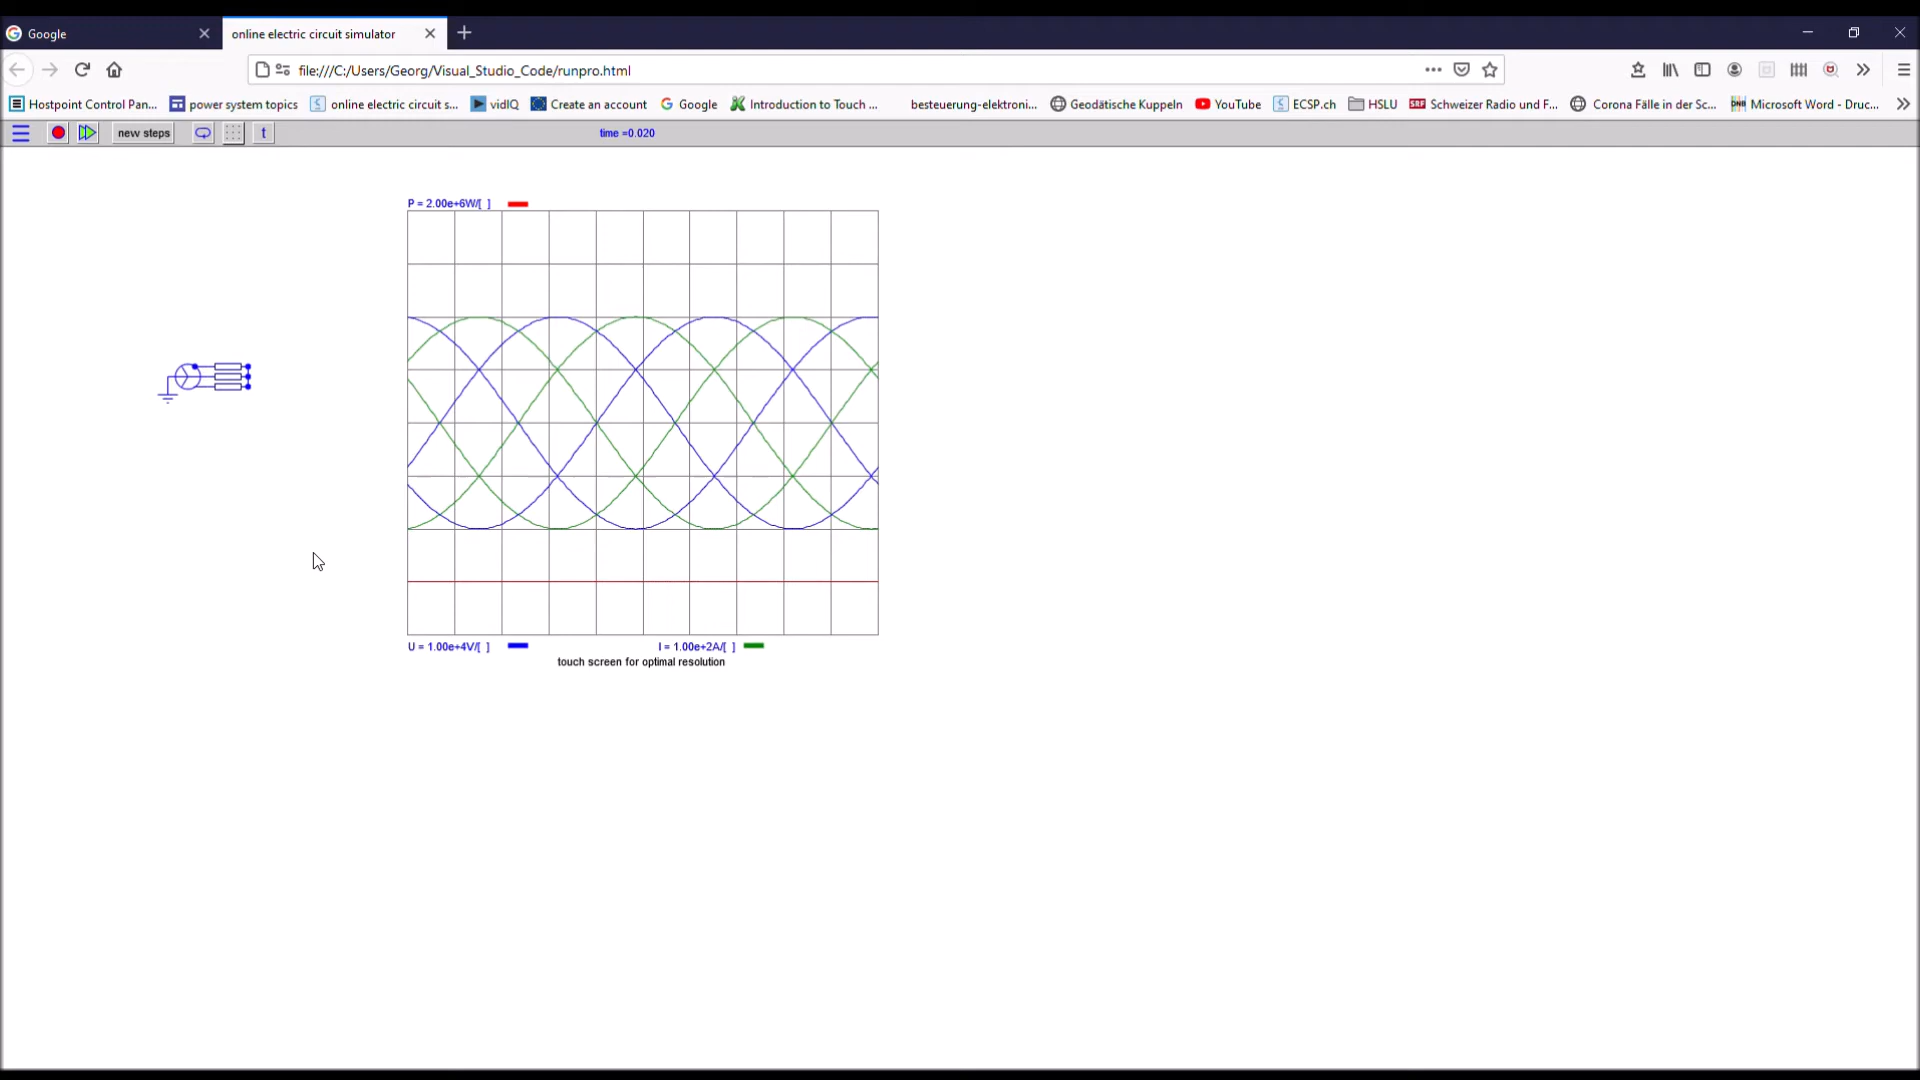 Google
online electric circuit simulator
file:///C:/Users/Georg/Visual_Studio_Code/runpro.html
Hostpoint Control Pan... power system topics online electric circuit s... vidIQ Create an account Google Introduction to Touch ... besteuerung-elektroni... Geodätische Kuppeln YouTube ECSP.ch HSLU SRF Schweizer Radio und F... Corona Fälle in der Sc... DNB Microsoft Word - Druc...
new steps t time =0.020
P = 2.00e+6W/[ ]
U = 1.00e+4V/[ ] I = 1.00e+2A/[ ]
touch screen for optimal resolution